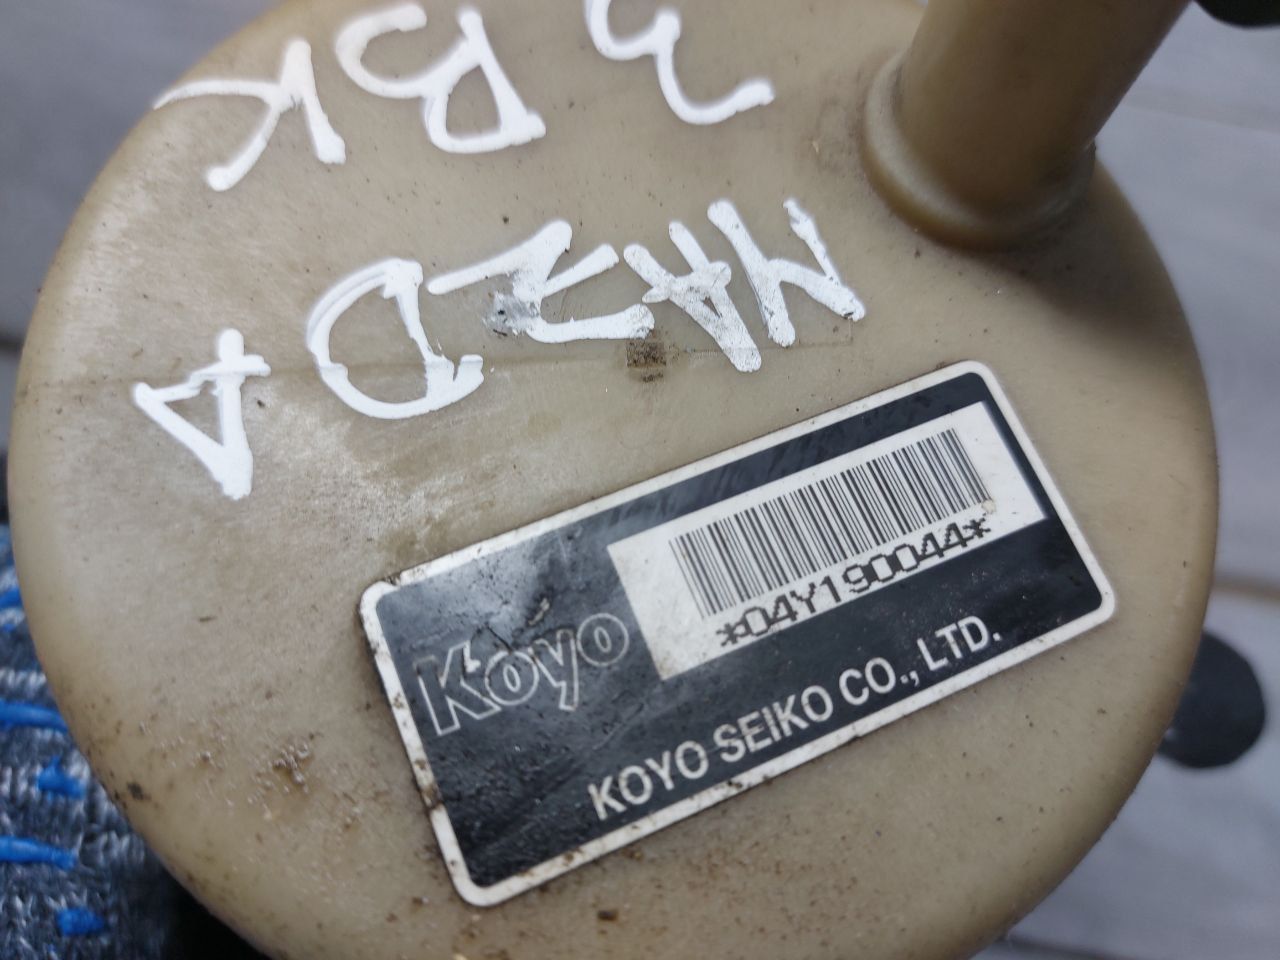 MAZDA
3 BK
*04Y190044*
Koyo
KOYO SEIKO CO., LTD.